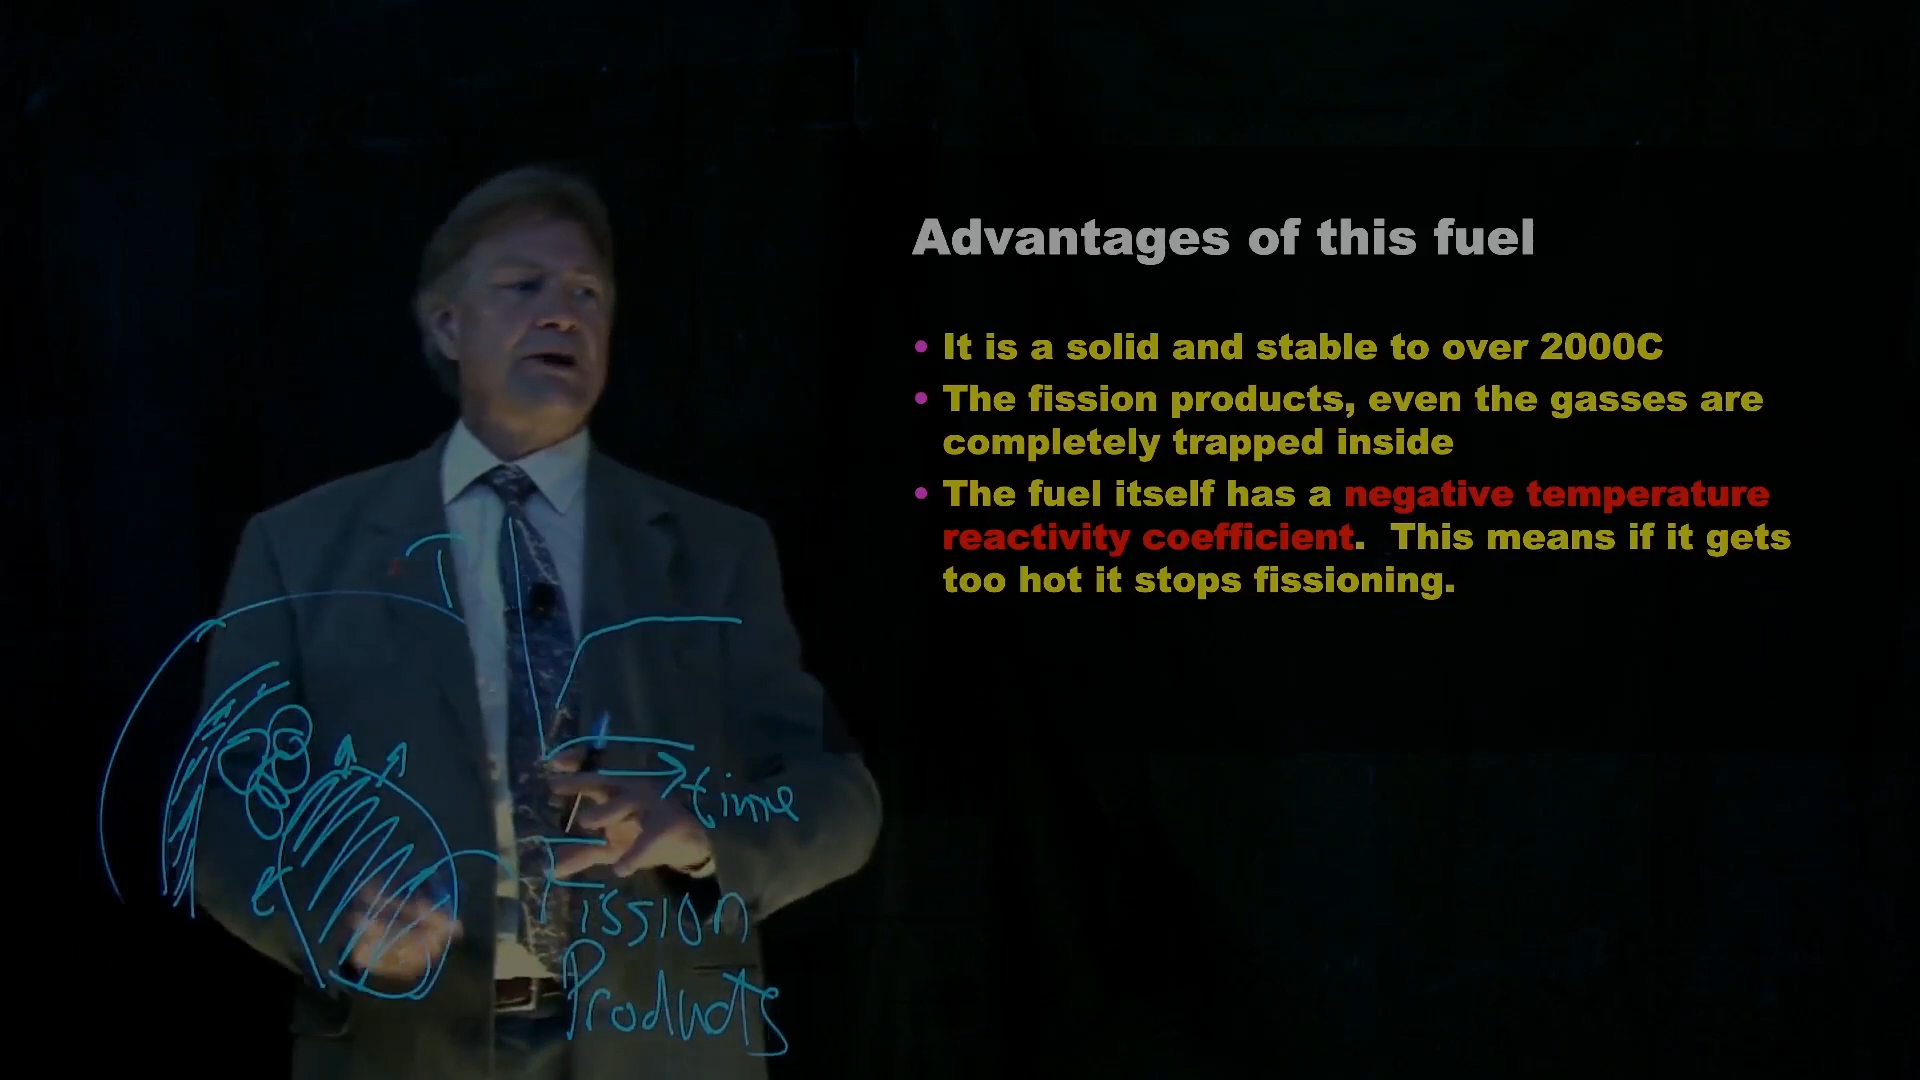 Advantages of this fuel
• It is a solid and stable to over 2000C
• The fission products, even the gasses are
completely trapped inside
• The fuel itself has a negative temperature
reactivity coefficient. This means if it gets
too hot it stops fissioning.
T
time
Fission
Products